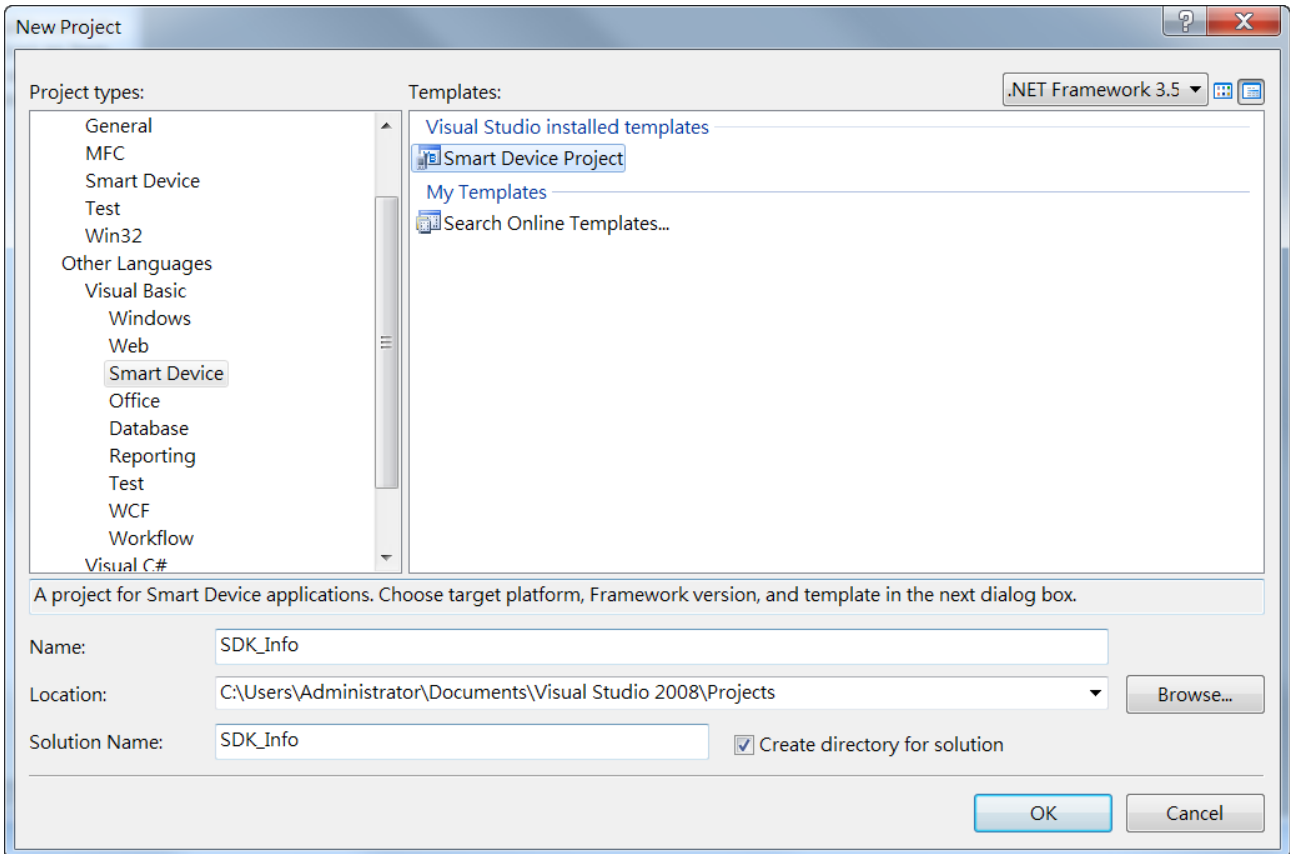 New Project
Project types:
Templates:
.NET Framework 3.5
General
MFC
Smart Device
Test
Win32
Other Languages
Visual Basic
Windows
Web
Smart Device
Office
Database
Reporting
Test
WCF
Workflow
Visual C#
Visual Studio installed templates
Smart Device Project
My Templates
Search Online Templates...
A project for Smart Device applications. Choose target platform, Framework version, and template in the next dialog box.
Name:
SDK_Info
Location:
C:\Users\Administrator\Documents\Visual Studio 2008\Projects
Browse...
Solution Name:
SDK_Info
Create directory for solution
OK
Cancel